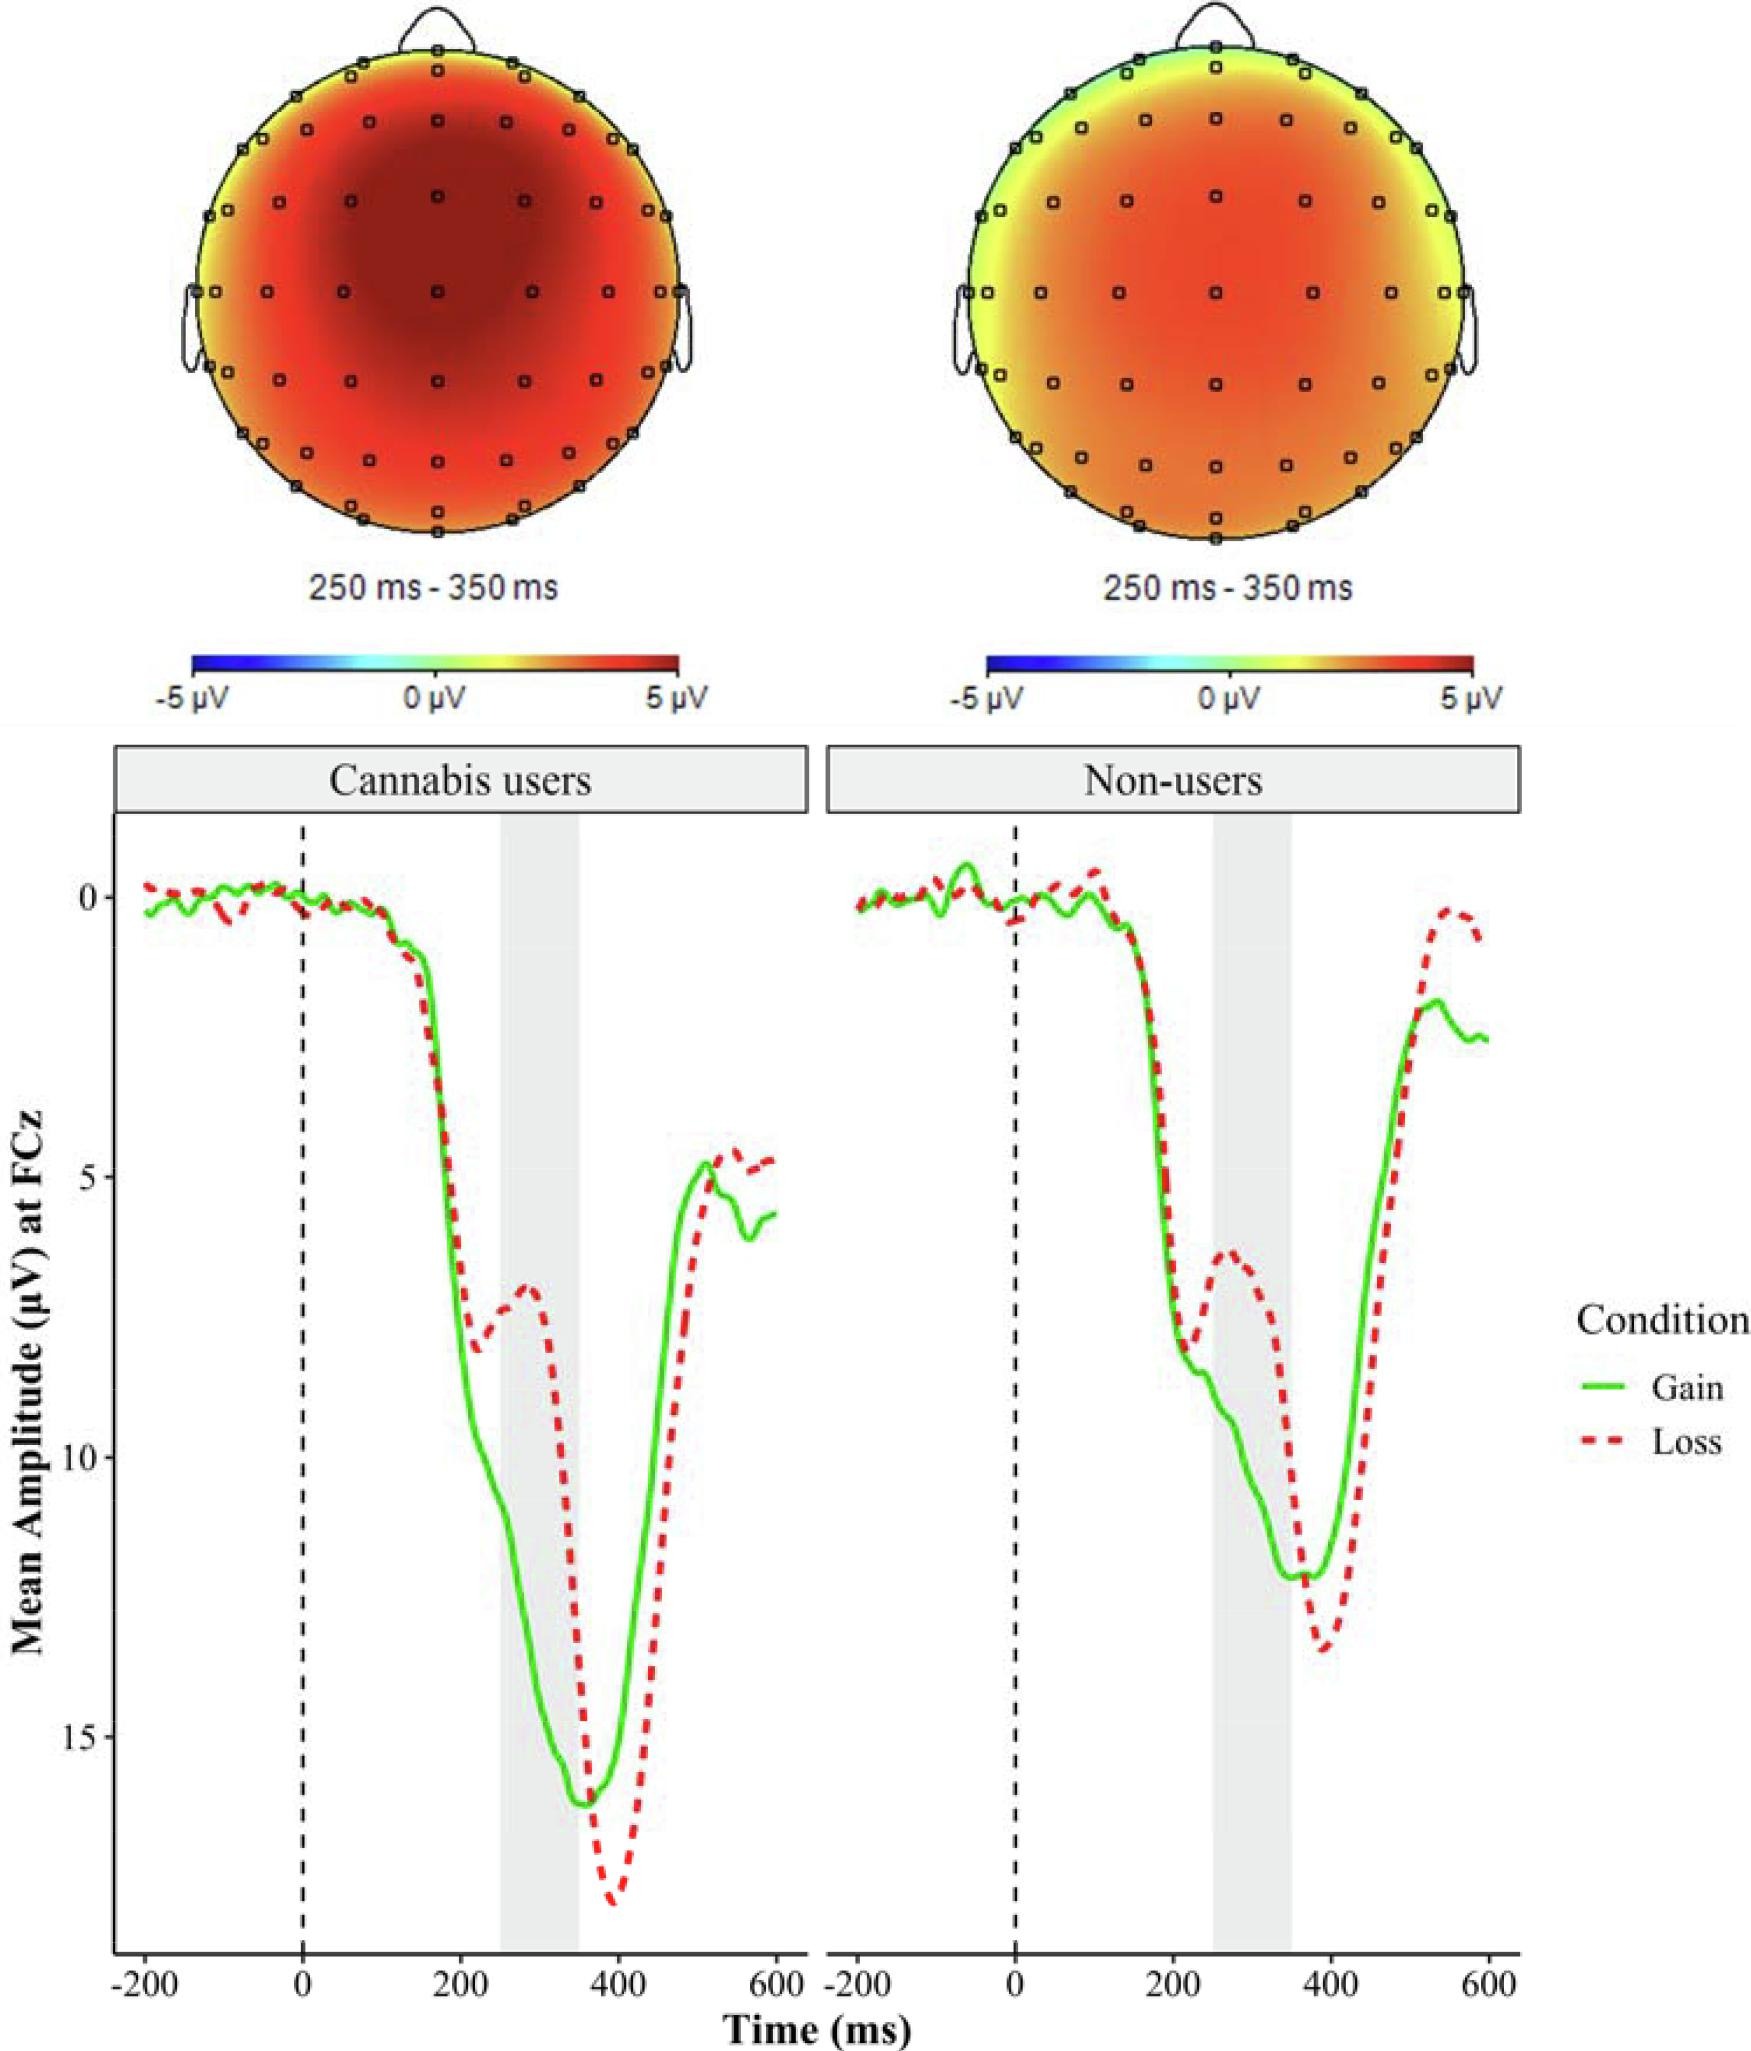 250 ms - 350 ms
250 ms - 350 ms
-5 µV 0 µV 5 µV
-5 µV 0 µV 5 µV
Cannabis users
Non-users
Mean Amplitude (µV) at FCz
0
5
10
15
Condition
Gain
Loss
-200 0 200 400 600
-200 0 200 400 600
Time (ms)